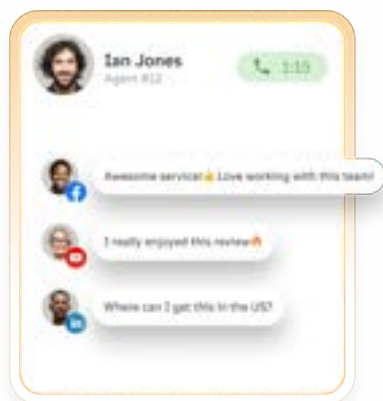 Ian Jones
Agent #12
1:15
Awesome service!👍 Love working with this team!
I really enjoyed this review🔥
Where can I get this in the US?